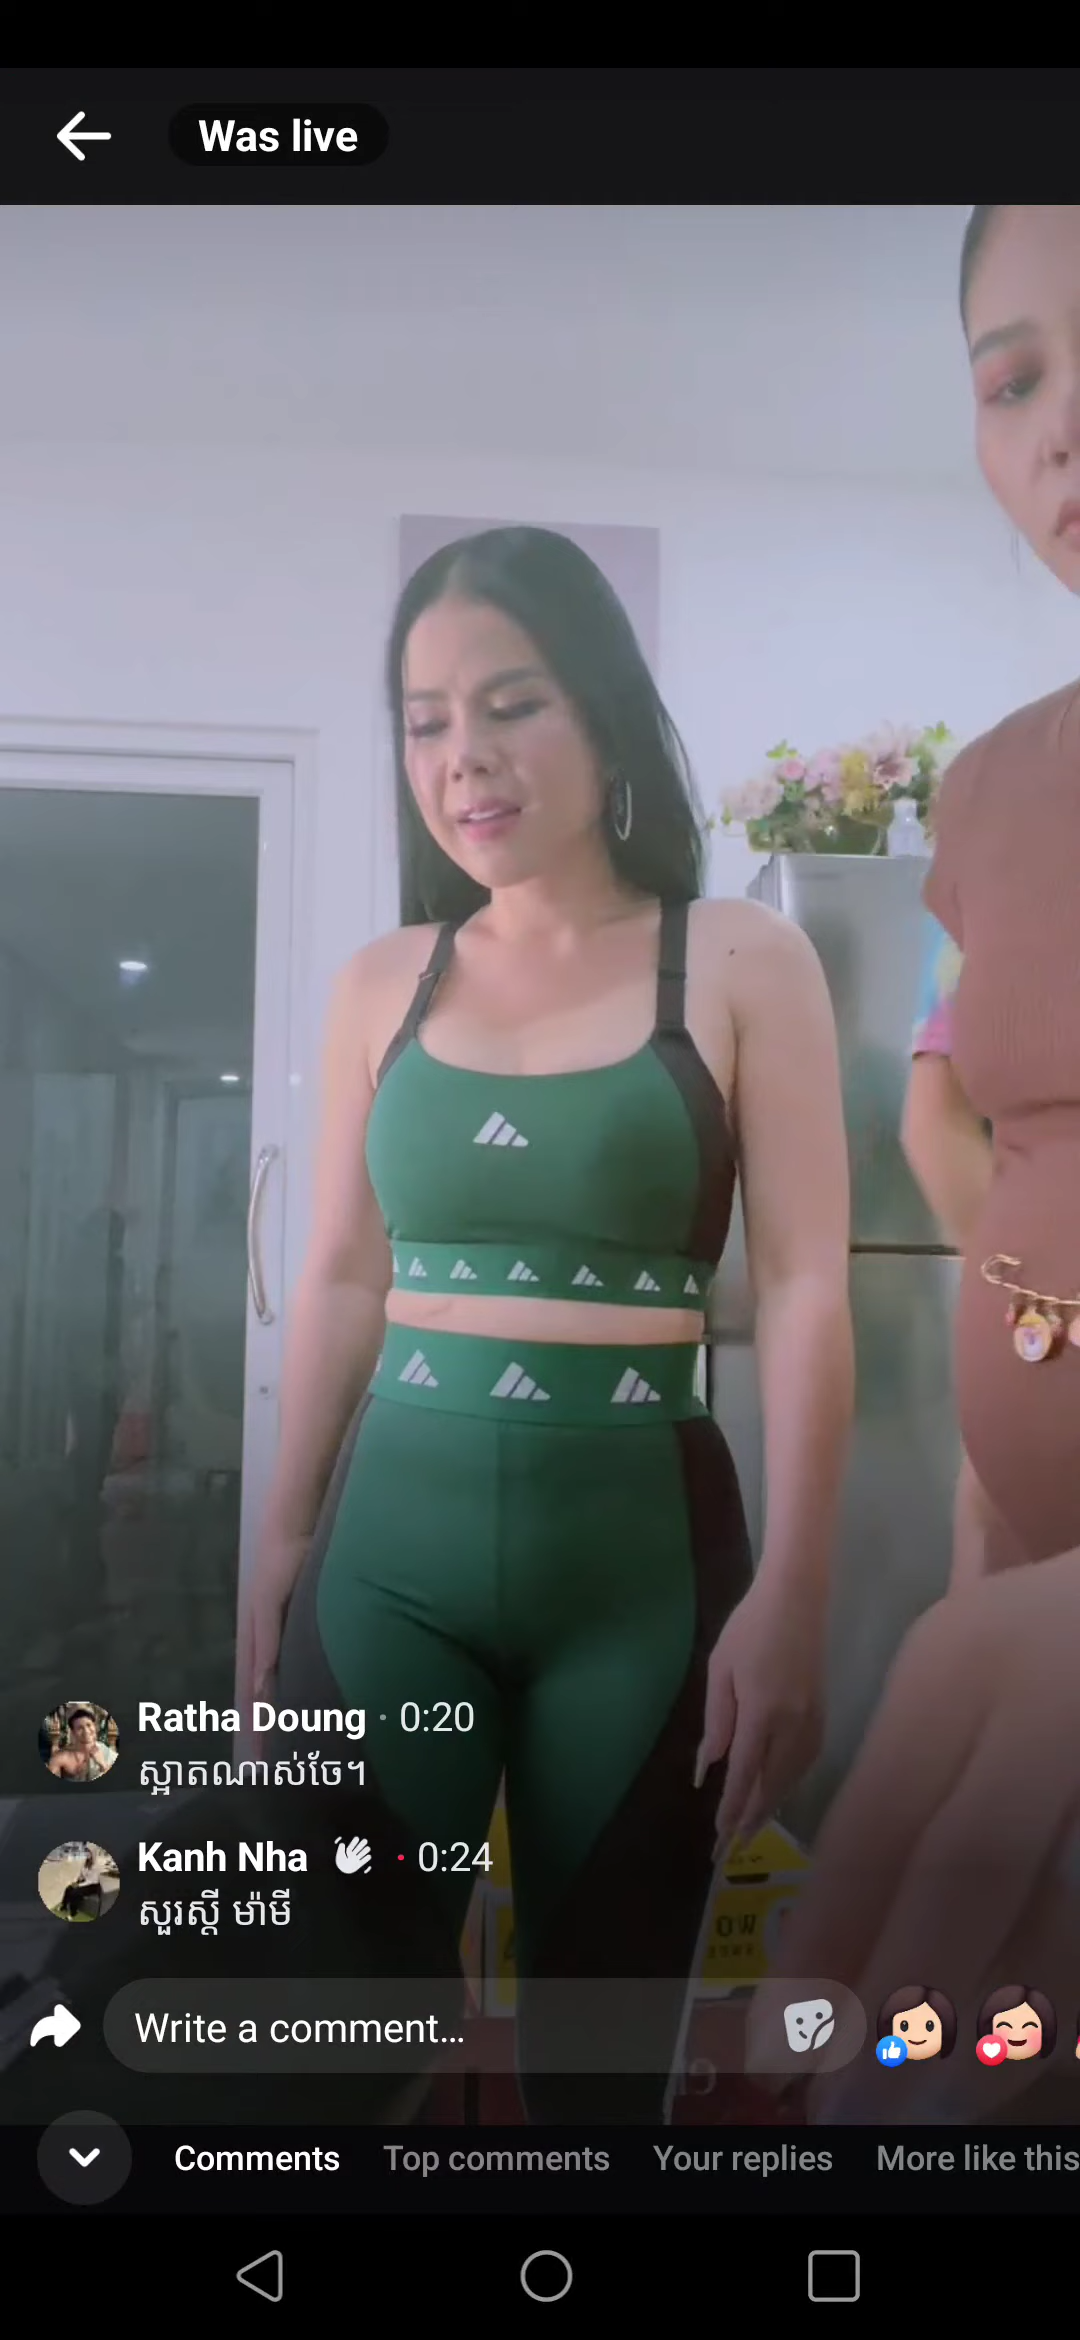 Was live
Ratha Doung · 0:20
ស្អាតណាស់ចែ។
Kanh Nha 👋 · 0:24
សួរស្តី ម៉ាមី
Write a comment...
Comments Top comments Your replies More like this